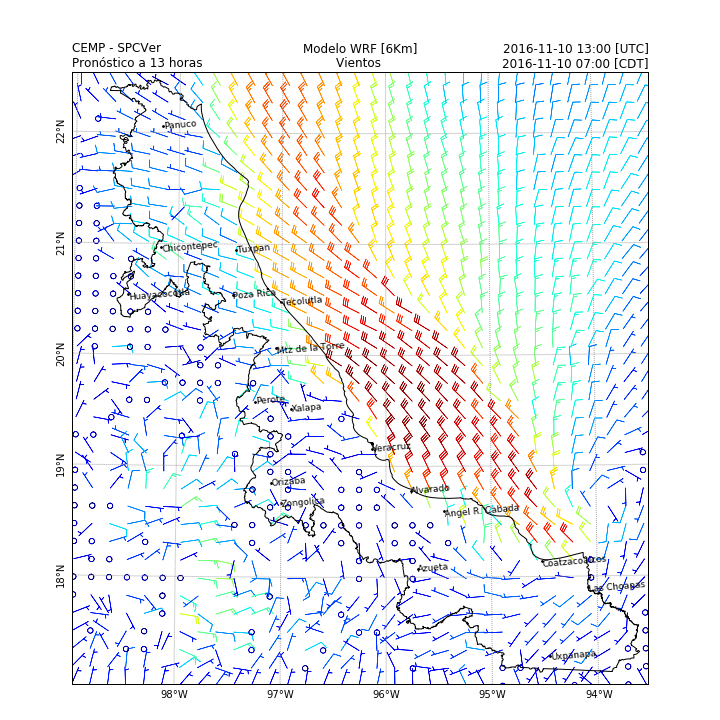 CEMP - SPCVer
Modelo WRF [6Km]
2016-11-10 13:00 [UTC]
Pronóstico a 13 horas
Vientos
2016-11-10 07:00 [CDT]
22°N
Panuco
21°N
Chicontepec
Tuxpan
Huayacocotla
Poza Rica
Tecolutla
20°N
Mtz de la Torre
Perote
Xalapa
19°N
Veracruz
Orizaba
Alvarado
Zongolica
Angel R. Cabada
18°N
Azueta
Coatzacoalcos
Las Choapas
Uxpanapa
98°W
97°W
96°W
95°W
94°W